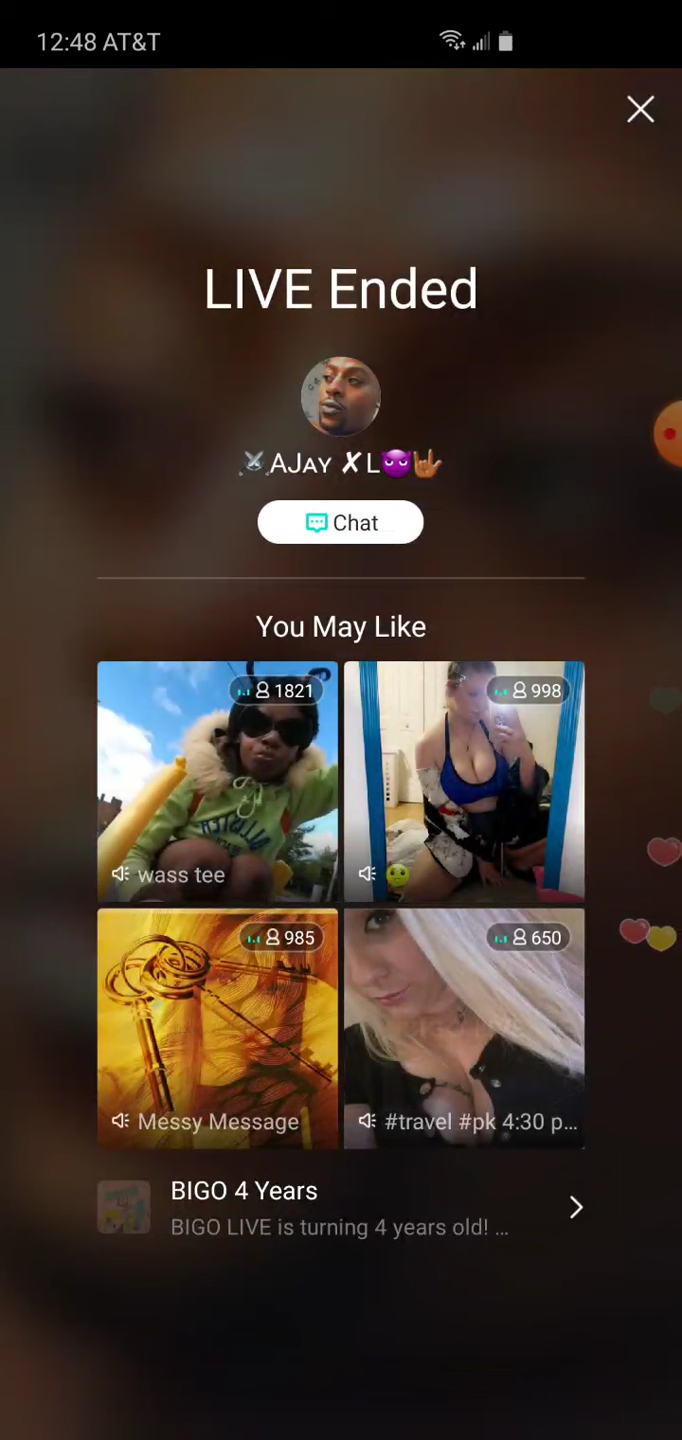 12:48 AT&T
LIVE Ended
⚔️AJAY ✗L😈🤟
Chat
You May Like
1821
998
wass tee
985
650
Messy Message
#travel #pk 4:30 p...
BIGO 4 Years
BIGO LIVE is turning 4 years old! ...